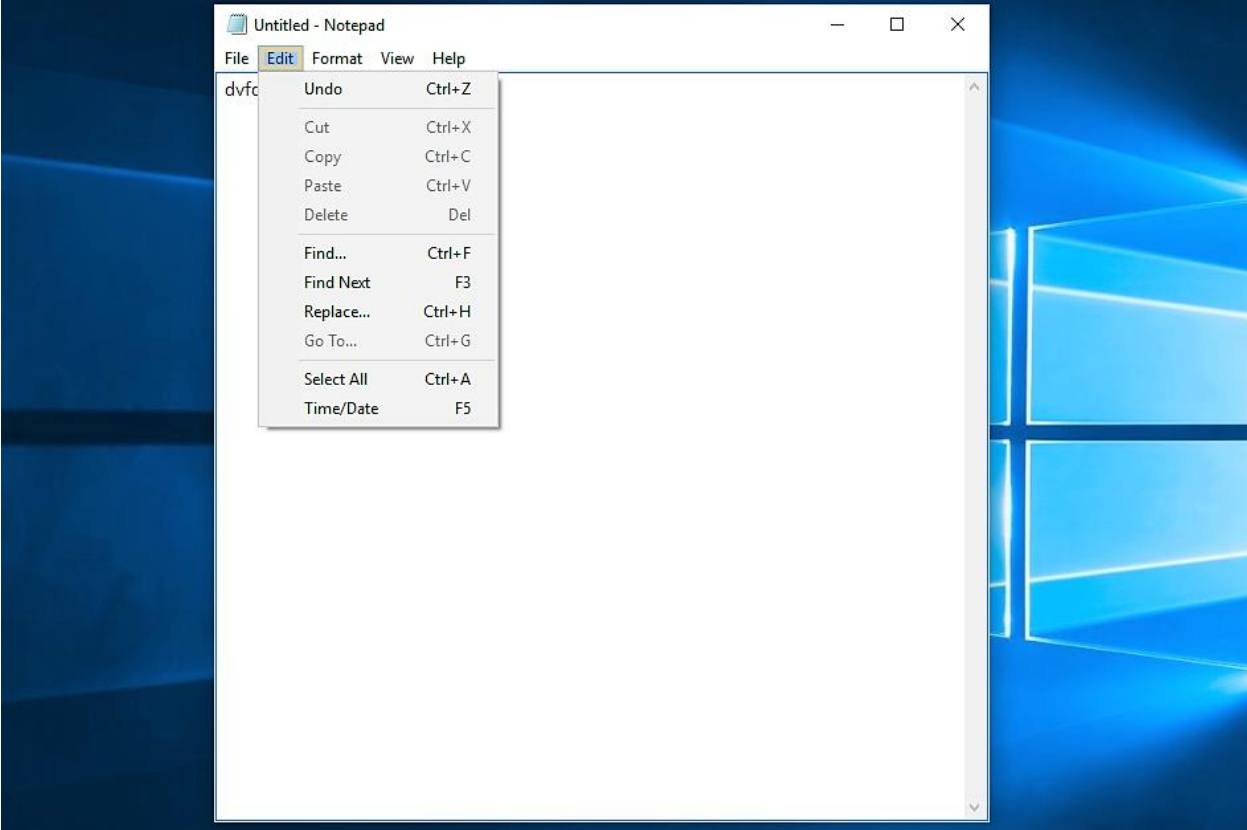 Untitled - Notepad
File Edit Format View Help
dvfc
Undo Ctrl+Z
Cut Ctrl+X
Copy Ctrl+C
Paste Ctrl+V
Delete Del
Find... Ctrl+F
Find Next F3
Replace... Ctrl+H
Go To... Ctrl+G
Select All Ctrl+A
Time/Date F5